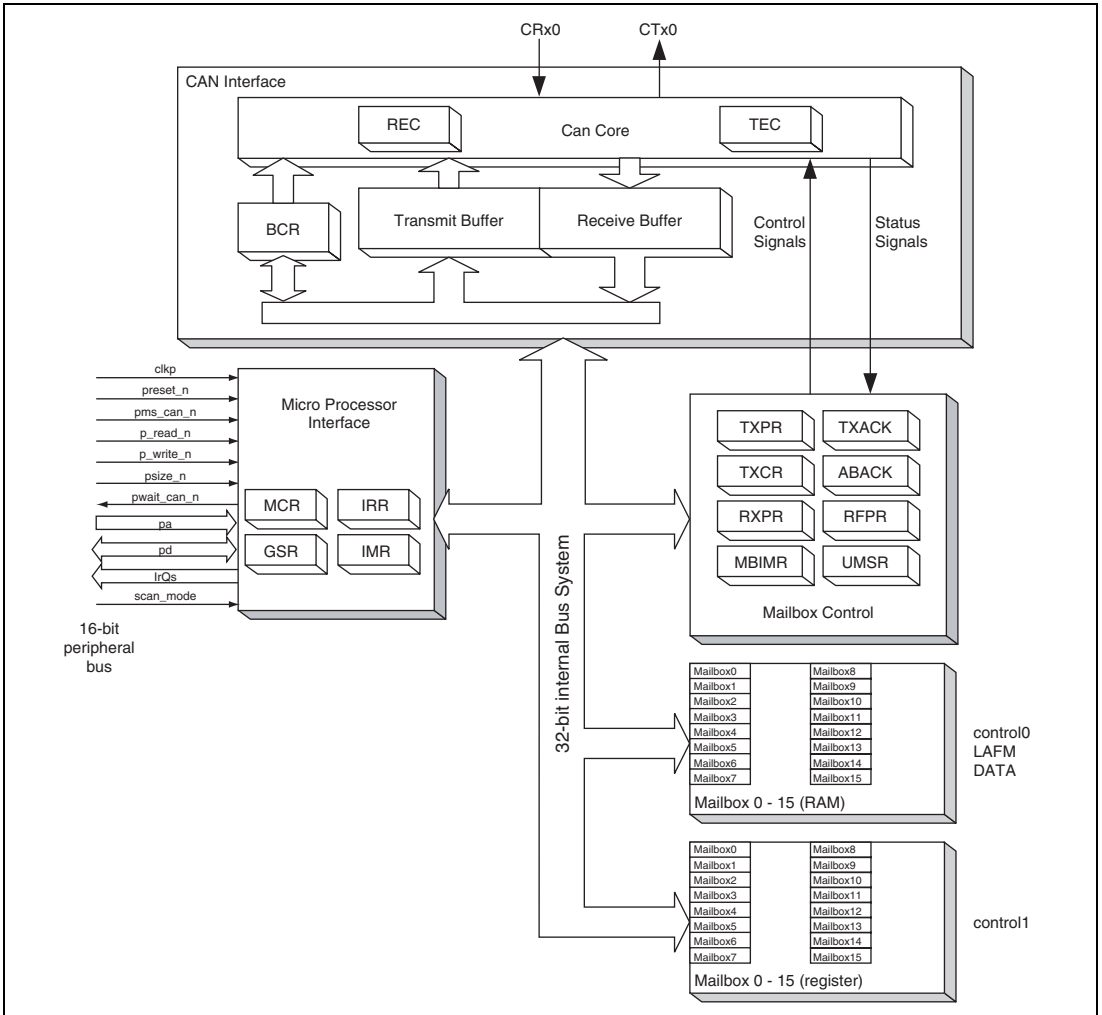 CRx0
CTx0
CAN Interface
REC
Can Core
TEC
BCR
Transmit Buffer
Receive Buffer
Control
Signals
Status
Signals
clkp
preset_n
pms_can_n
p_read_n
p_write_n
psize_n
pwait_can_n
pa
pd
IrQs
scan_mode
16-bit
peripheral
bus
Micro Processor
Interface
MCR
IRR
GSR
IMR
32-bit internal Bus System
TXPR
TXACK
TXCR
ABACK
RXPR
RFPR
MBIMR
UMSR
Mailbox Control
Mailbox0
Mailbox1
Mailbox2
Mailbox3
Mailbox4
Mailbox5
Mailbox6
Mailbox7
Mailbox8
Mailbox9
Mailbox10
Mailbox11
Mailbox12
Mailbox13
Mailbox14
Mailbox15
Mailbox 0 - 15 (RAM)
control0
LAFM
DATA
Mailbox0
Mailbox1
Mailbox2
Mailbox3
Mailbox4
Mailbox5
Mailbox6
Mailbox7
Mailbox8
Mailbox9
Mailbox10
Mailbox11
Mailbox12
Mailbox13
Mailbox14
Mailbox15
Mailbox 0 - 15 (register)
control1